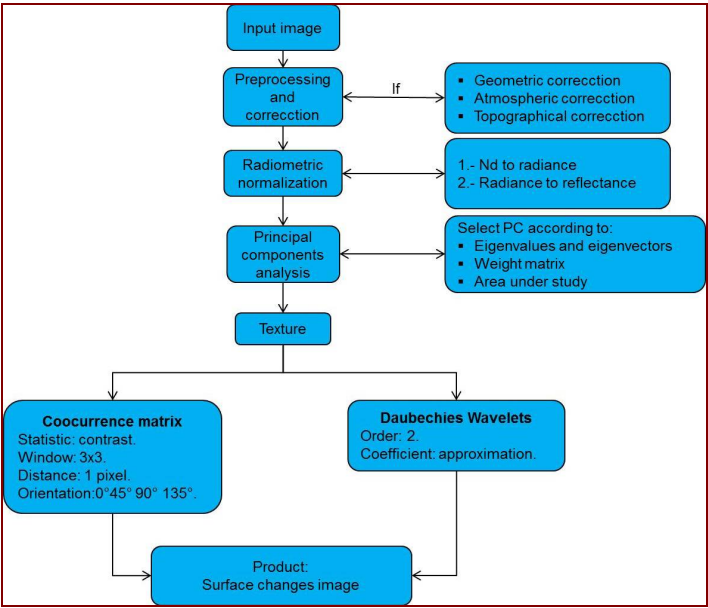 Input image
Preprocessing
and
correcction
If
▪ Geometric correcction
▪ Atmospheric correcction
▪ Topographical correcction
Radiometric
normalization
1.- Nd to radiance
2.- Radiance to reflectance
Principal
components
analysis
Select PC according to:
▪ Eigenvalues and eigenvectors
▪ Weight matrix
▪ Area under study
Texture
Coocurrence matrix
Statistic: contrast.
Window: 3x3.
Distance: 1 pixel.
Orientation:0°45° 90° 135°.
Daubechies Wavelets
Order: 2.
Coefficient: approximation.
Product:
Surface changes image